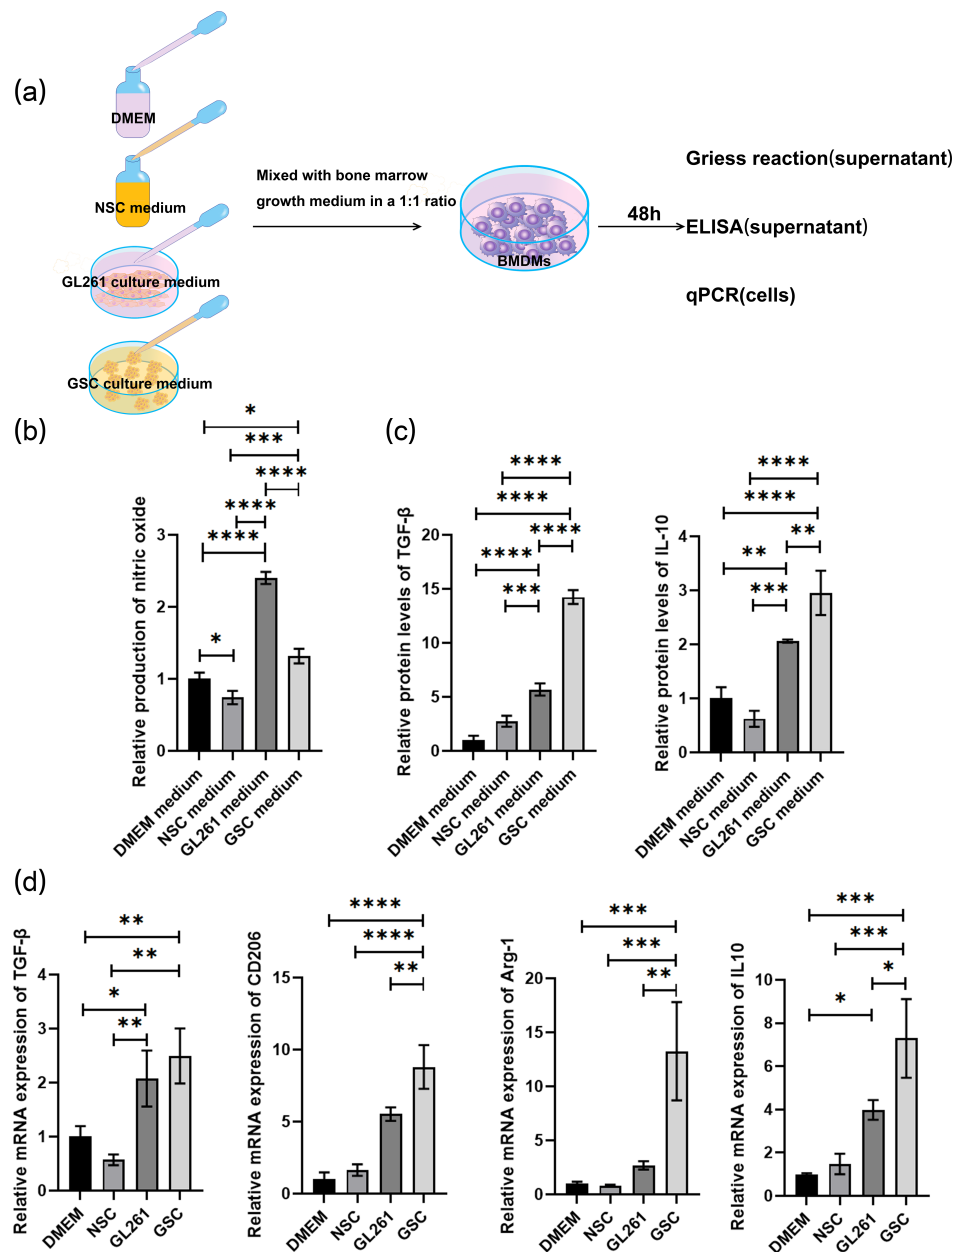 (a)
DMEM
NSC medium
GL261 culture medium
GSC culture medium
Mixed with bone marrow
growth medium in a 1:1 ratio
BMDMs
48h
Griess reaction(supernatant)
ELISA(supernatant)
qPCR(cells)
(b)
Relative production of nitric oxide
3
2
1
0
*
***
****
****
****
*
DMEM medium
NSC medium
GL261 medium
GSC medium
(c)
Relative protein levels of TGF-β
20
15
10
5
0
****
****
****
****
***
DMEM medium
NSC medium
GL261 medium
GSC medium
Relative protein levels of IL-10
4
3
2
1
0
****
****
**
**
***
DMEM medium
NSC medium
GL261 medium
GSC medium
(d)
Relative mRNA expression of TGF-β
4
3
2
1
0
**
**
*
**
DMEM
NSC
GL261
GSC
Relative mRNA expression of CD206
15
10
5
0
****
****
**
DMEM
NSC
GL261
GSC
Relative mRNA expression of Arg-1
20
15
10
5
0
***
***
**
DMEM
NSC
GL261
GSC
Relative mRNA expression of IL10
10
8
6
4
2
0
***
***
*
*
DMEM
NSC
GL261
GSC